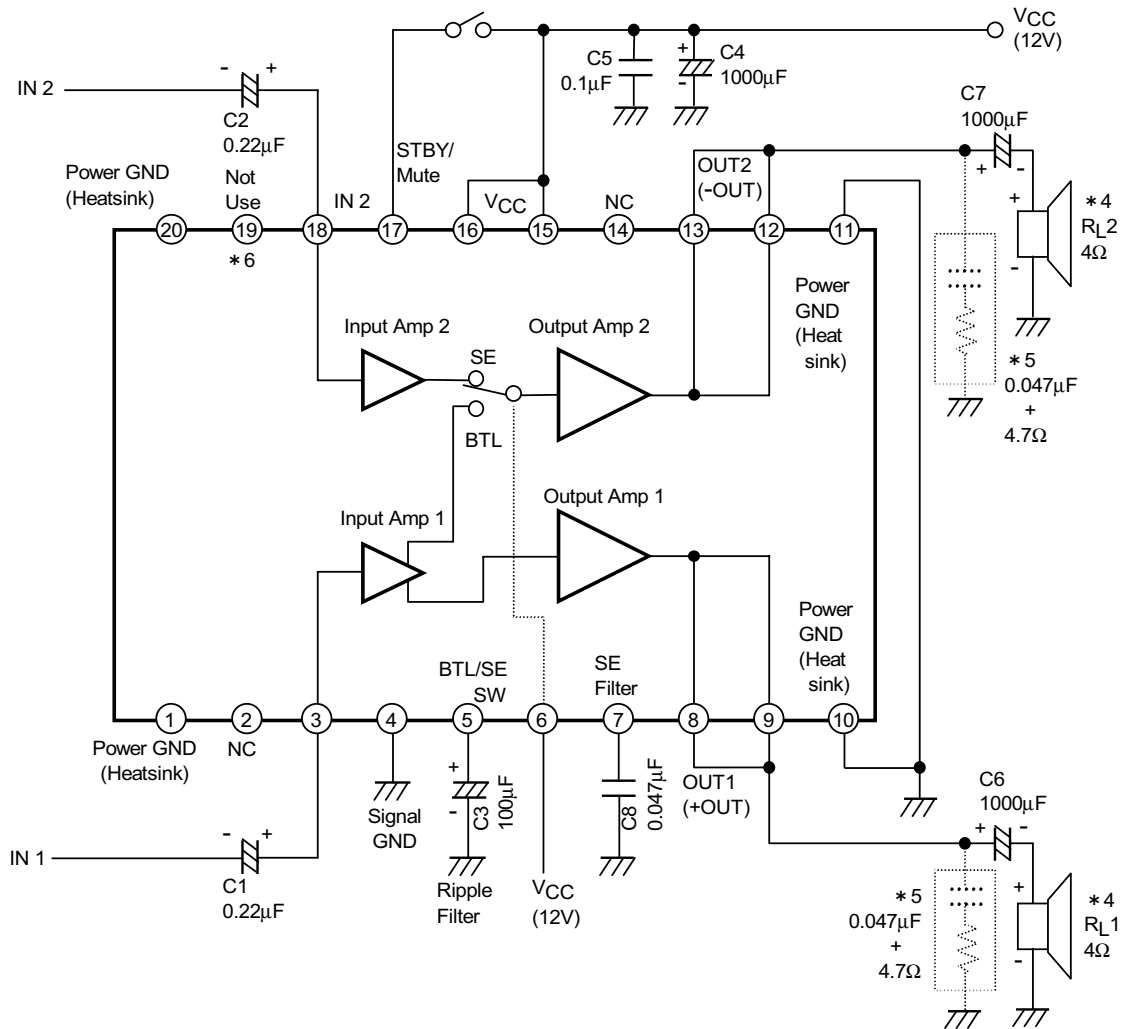 VCC
(12V)
IN 2
- +
C2
0.22μF
C5
0.1μF
+
-
C4
1000μF
C7
1000μF
+ -
STBY/
Mute
OUT2
(-OUT)
Power GND
(Heatsink)
Not
Use
IN 2
VCC
NC
20 19 18 17 16 15 14 13 12 11
*6
+
-
*4
RL2
4Ω
Power
GND
(Heat
sink)
*5
0.047μF
+
4.7Ω
Input Amp 2
Output Amp 2
SE
BTL
Input Amp 1
Output Amp 1
Power
GND
(Heat
sink)
BTL/SE
SW
SE
Filter
1 2 3 4 5 6 7 8 9 10
Power GND
(Heatsink)
NC
Signal
GND
+
-
C3
100μF
Ripple
Filter
VCC
(12V)
C8
0.047μF
OUT1
(+OUT)
C6
1000μF
+ -
IN 1
- +
C1
0.22μF
*5
0.047μF
+
4.7Ω
+
-
*4
RL1
4Ω